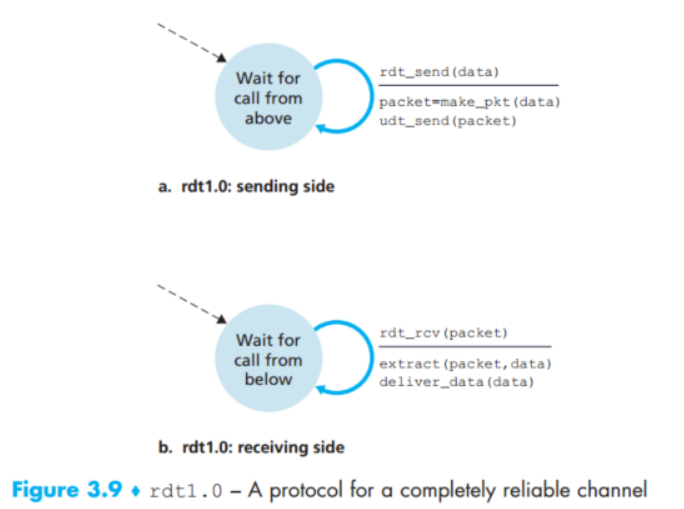 Wait for
call from
above
rdt_send(data)
packet=make_pkt(data)
udt_send(packet)
a. rdt1.0: sending side
Wait for
call from
below
rdt_rcv(packet)
extract(packet,data)
deliver_data(data)
b. rdt1.0: receiving side
Figure 3.9 ♦ rdt1.0 – A protocol for a completely reliable channel